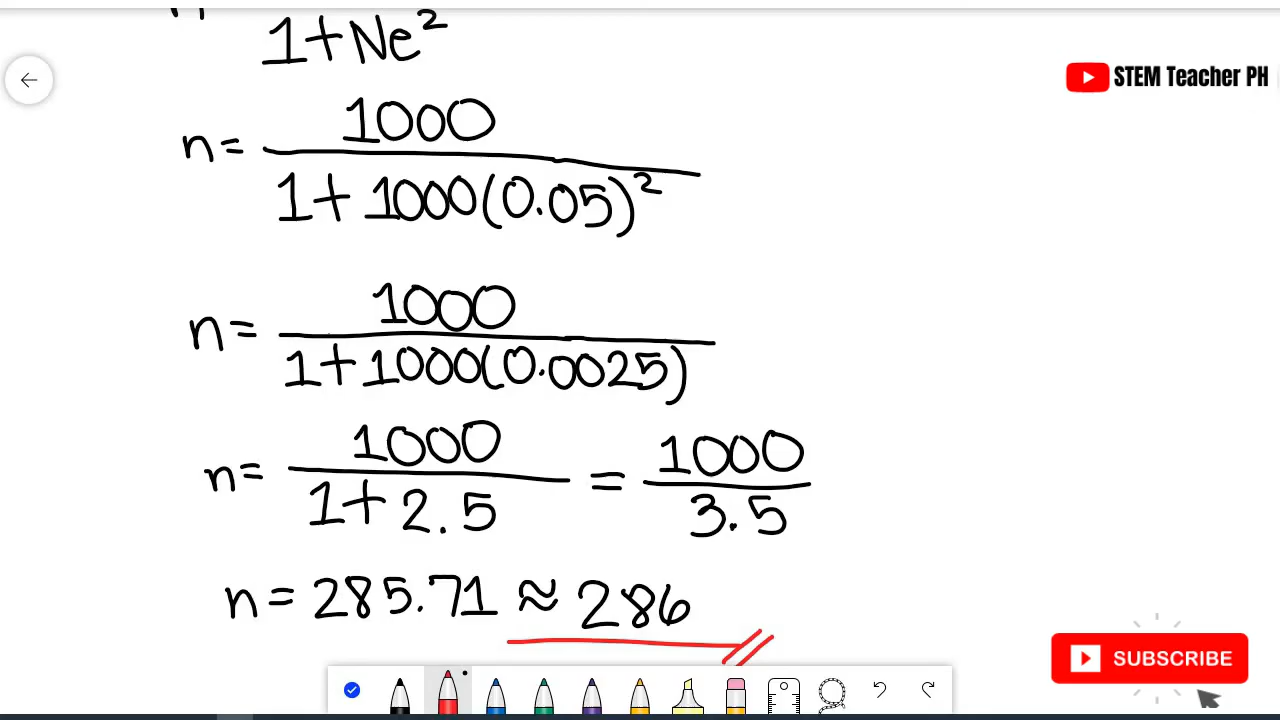 1+Ne²
STEM Teacher PH
n= 1000
1+ 1000(0.05)²
n= 1000
1+1000(0.0025)
n= 1000 = 1000
1+ 2.5 3.5
n= 285.71 ≈ 286
SUBSCRIBE